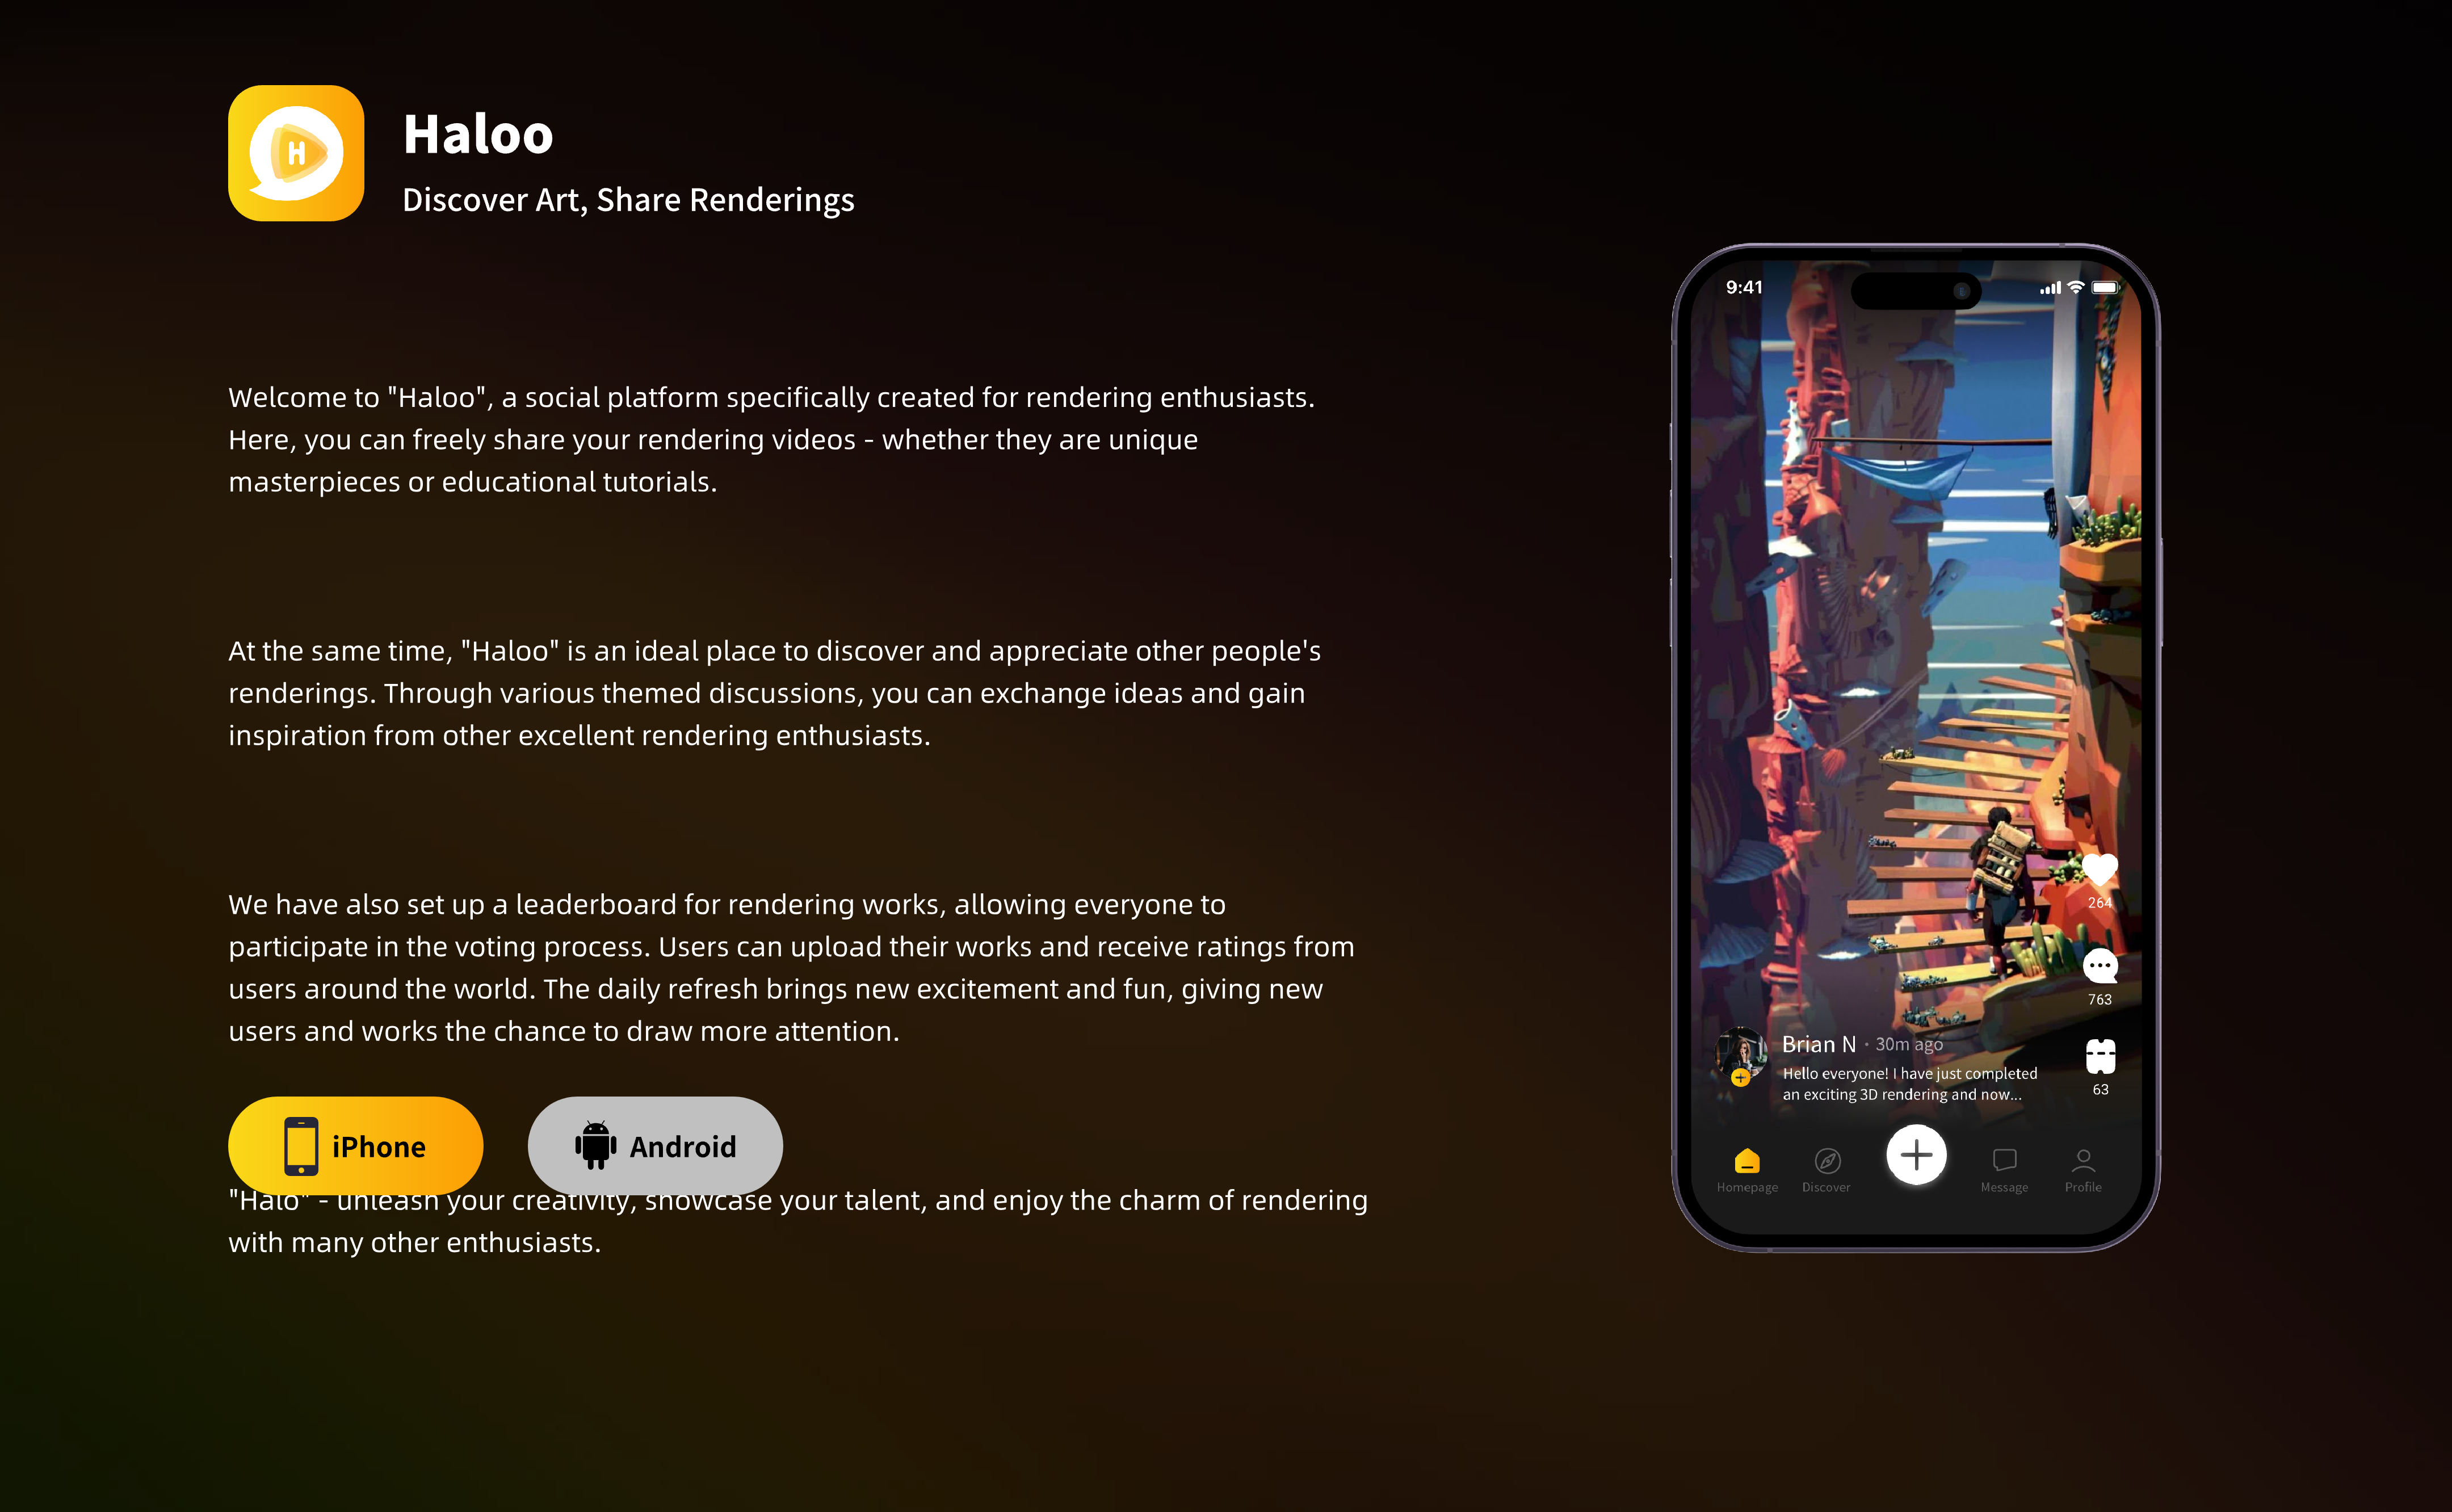 H
Haloo
Discover Art, Share Renderings
Welcome to "Haloo", a social platform specifically created for rendering enthusiasts.
Here, you can freely share your rendering videos - whether they are unique
masterpieces or educational tutorials.
At the same time, "Haloo" is an ideal place to discover and appreciate other people's
renderings. Through various themed discussions, you can exchange ideas and gain
inspiration from other excellent rendering enthusiasts.
We have also set up a leaderboard for rendering works, allowing everyone to
participate in the voting process. Users can upload their works and receive ratings from
users around the world. The daily refresh brings new excitement and fun, giving new
users and works the chance to draw more attention.
iPhone
Android
"Halo" - unleash your creativity, showcase your talent, and enjoy the charm of rendering
with many other enthusiasts.
9:41
264
763
63
Brian N · 30m ago
Hello everyone! I have just completed
an exciting 3D rendering and now...
Homepage Discover Message Profile